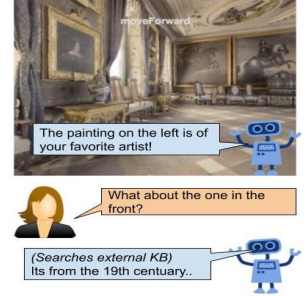 moveForward
The painting on the left is of
your favorite artist!
What about the one in the
front?
(Searches external KB)
Its from the 19th centuary..